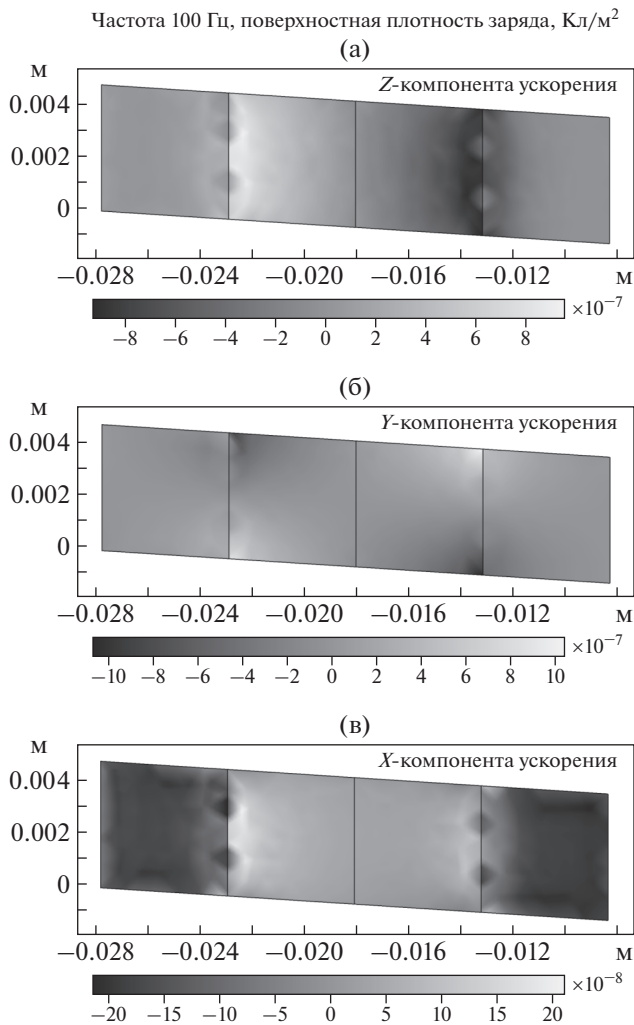 Частота 100 Гц, поверхностная плотность заряда, Кл/м²
(а)
м
Z-компонента ускорения
0.004
0.002
0
−0.028 −0.024 −0.020 −0.016 −0.012 м
−8 −6 −4 −2 0 2 4 6 8 ×10⁻⁷
(б)
м
Y-компонента ускорения
0.004
0.002
0
−0.028 −0.024 −0.020 −0.016 −0.012 м
−10 −8 −6 −4 −2 0 2 4 6 8 10 ×10⁻⁷
(в)
м
X-компонента ускорения
0.004
0.002
0
−0.028 −0.024 −0.020 −0.016 −0.012 м
−20 −15 −10 −5 0 5 10 15 20 ×10⁻⁸